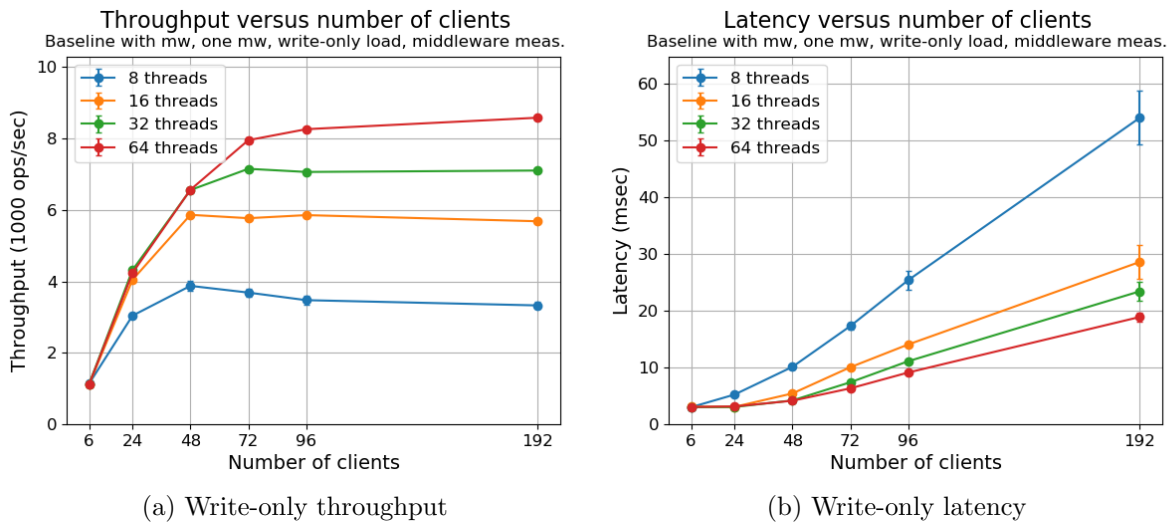 Throughput versus number of clients
Baseline with mw, one mw, write-only load, middleware meas.
10
8
6
4
2
0
Throughput (1000 ops/sec)
8 threads
16 threads
32 threads
64 threads
6 24 48 72 96 192
Number of clients
(a) Write-only throughput
Latency versus number of clients
Baseline with mw, one mw, write-only load, middleware meas.
60
50
40
30
20
10
0
Latency (msec)
8 threads
16 threads
32 threads
64 threads
6 24 48 72 96 192
Number of clients
(b) Write-only latency